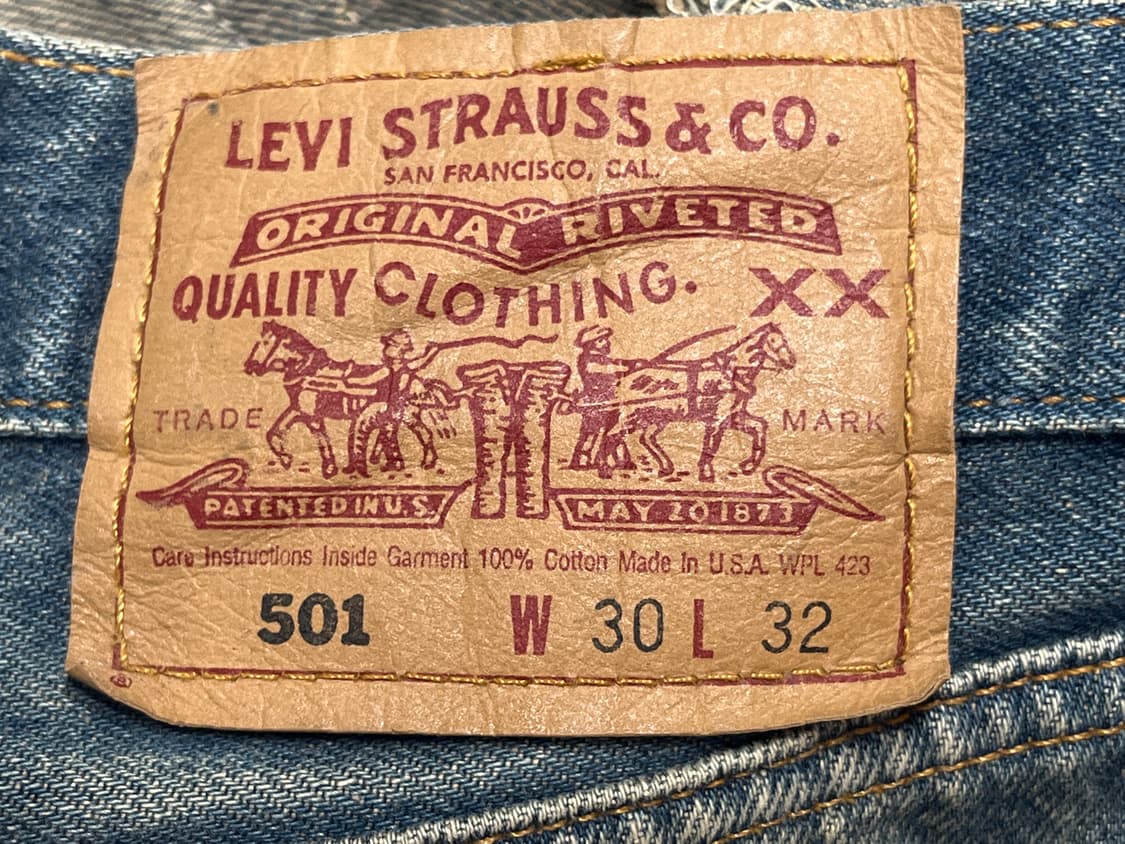 LEVI STRAUSS & CO.
SAN FRANCISCO, CAL.
ORIGINAL RIVETED
QUALITY CLOTHING. XX
TRADE MARK
PATENTED IN U.S. MAY 20 1873
Care Instructions Inside Garment 100% Cotton Made In U.S.A. WPL 423
501 W 30 L 32
®